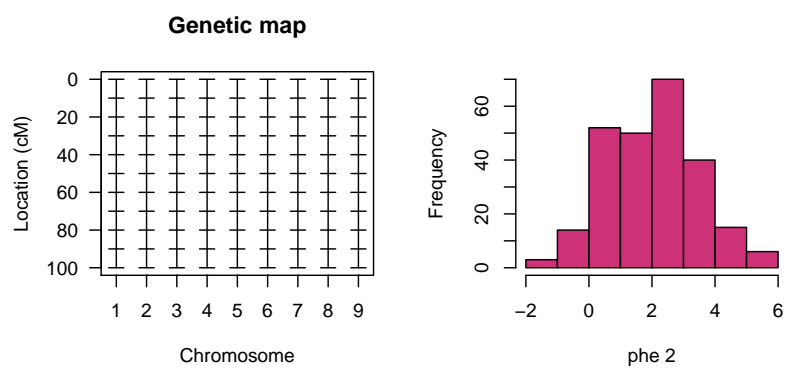 Genetic map
Location (cM)
0
20
40
60
80
100
1 2 3 4 5 6 7 8 9
Chromosome
Frequency
0 20 40 60
−2 0 2 4 6
phe 2